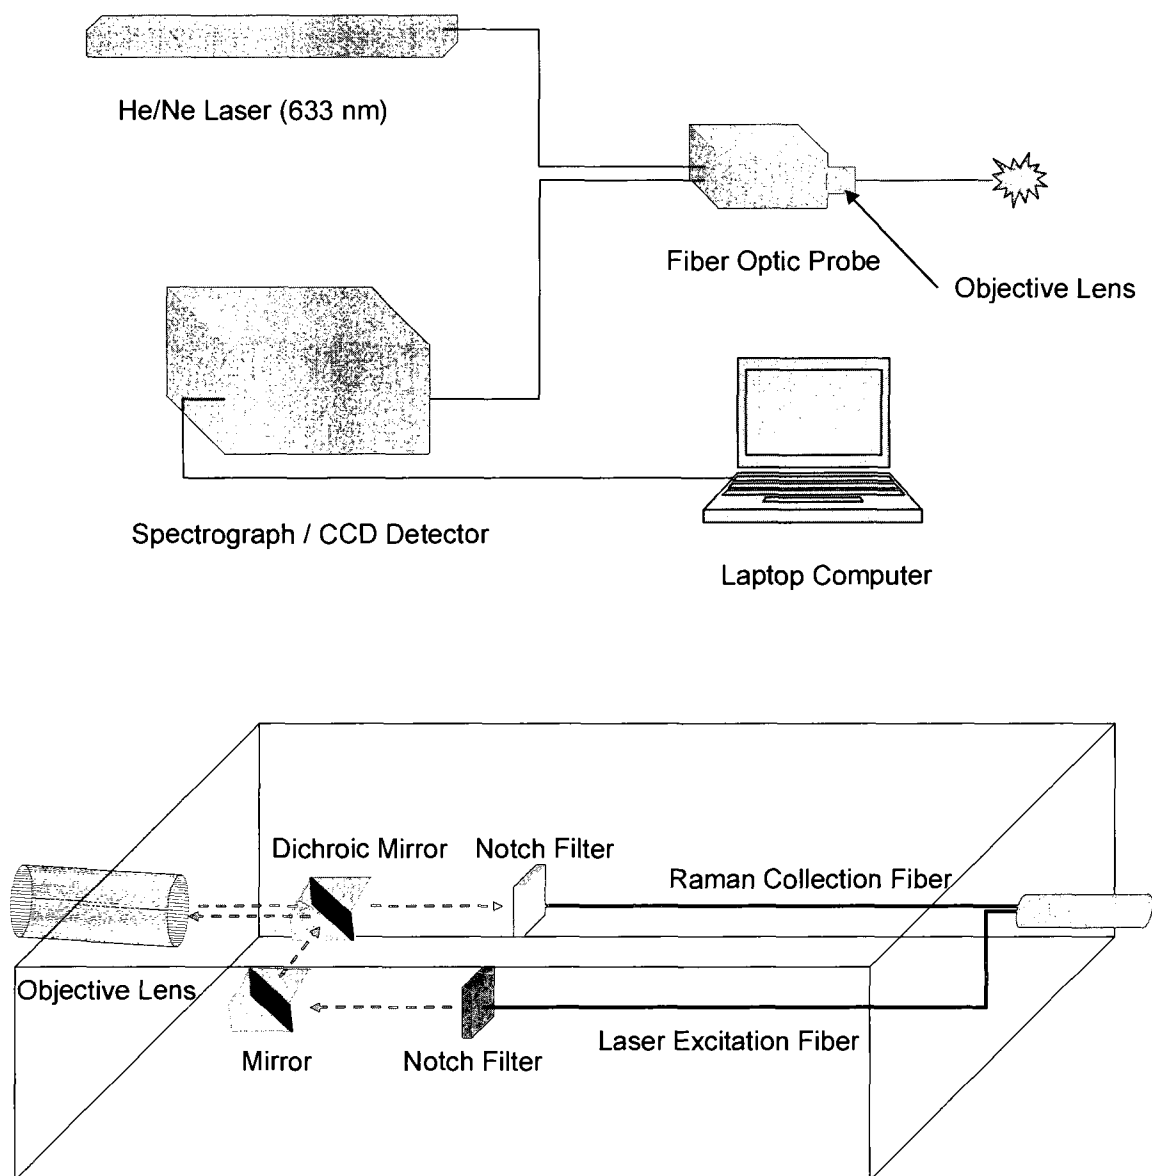 He/Ne Laser (633 nm)
Fiber Optic Probe
Objective Lens
Spectrograph / CCD Detector
Laptop Computer
Dichroic Mirror
Notch Filter
Raman Collection Fiber
Objective Lens
Laser Excitation Fiber
Mirror
Notch Filter